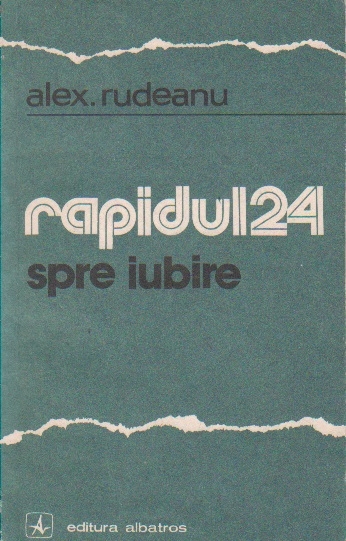 alex.rudeanu
rapidul 24
spre iubire
editura albatros